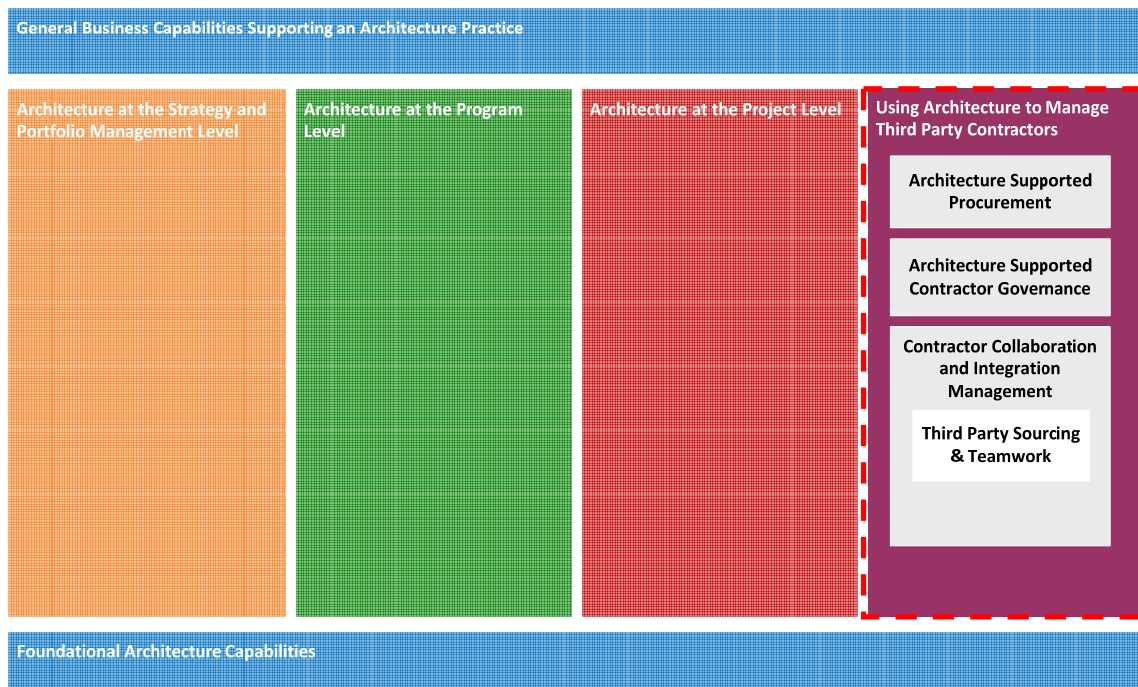 General Business Capabilities Supporting an Architecture Practice
Architecture at the Strategy and
Portfolio Management Level
Architecture at the Program
Level
Architecture at the Project Level
Using Architecture to Manage
Third Party Contractors
Architecture Supported
Procurement
Architecture Supported
Contractor Governance
Contractor Collaboration
and Integration
Management
Third Party Sourcing
& Teamwork
Foundational Architecture Capabilities